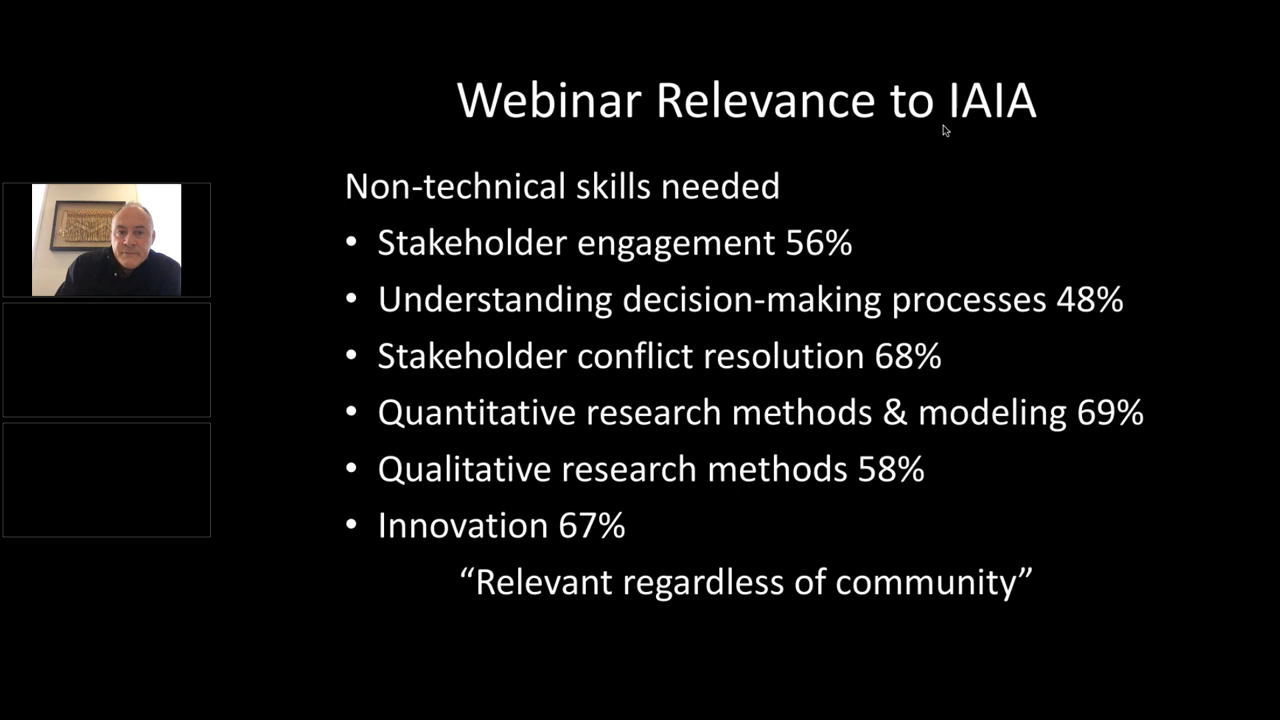 Webinar Relevance to IAIA
Non-technical skills needed
• Stakeholder engagement 56%
• Understanding decision-making processes 48%
• Stakeholder conflict resolution 68%
• Quantitative research methods & modeling 69%
• Qualitative research methods 58%
• Innovation 67%
“Relevant regardless of community”